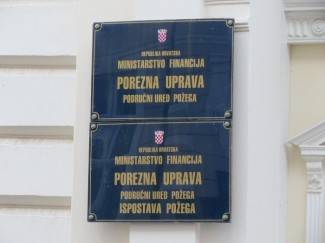 REPUBLIKA HRVATSKA
MINISTARSTVO FINANCIJA
POREZNA UPRAVA
PODRUČNI URED POŽEGA
REPUBLIKA HRVATSKA
MINISTARSTVO FINANCIJA
POREZNA UPRAVA
PODRUČNI URED POŽEGA
ISPOSTAVA POŽEGA